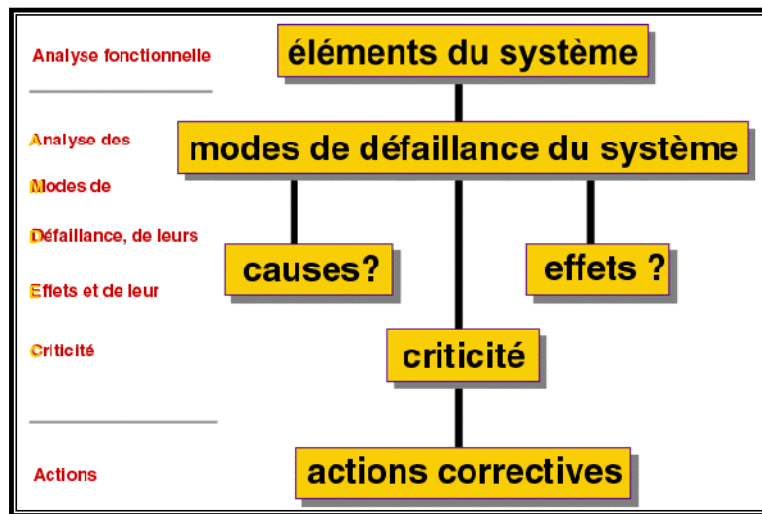 Analyse fonctionnelle
éléments du système
Analyse des
modes de défaillance du système
Modes de
Défaillance, de leurs
causes?
effets ?
Effets et de leur
Criticité
criticité
Actions
actions correctives